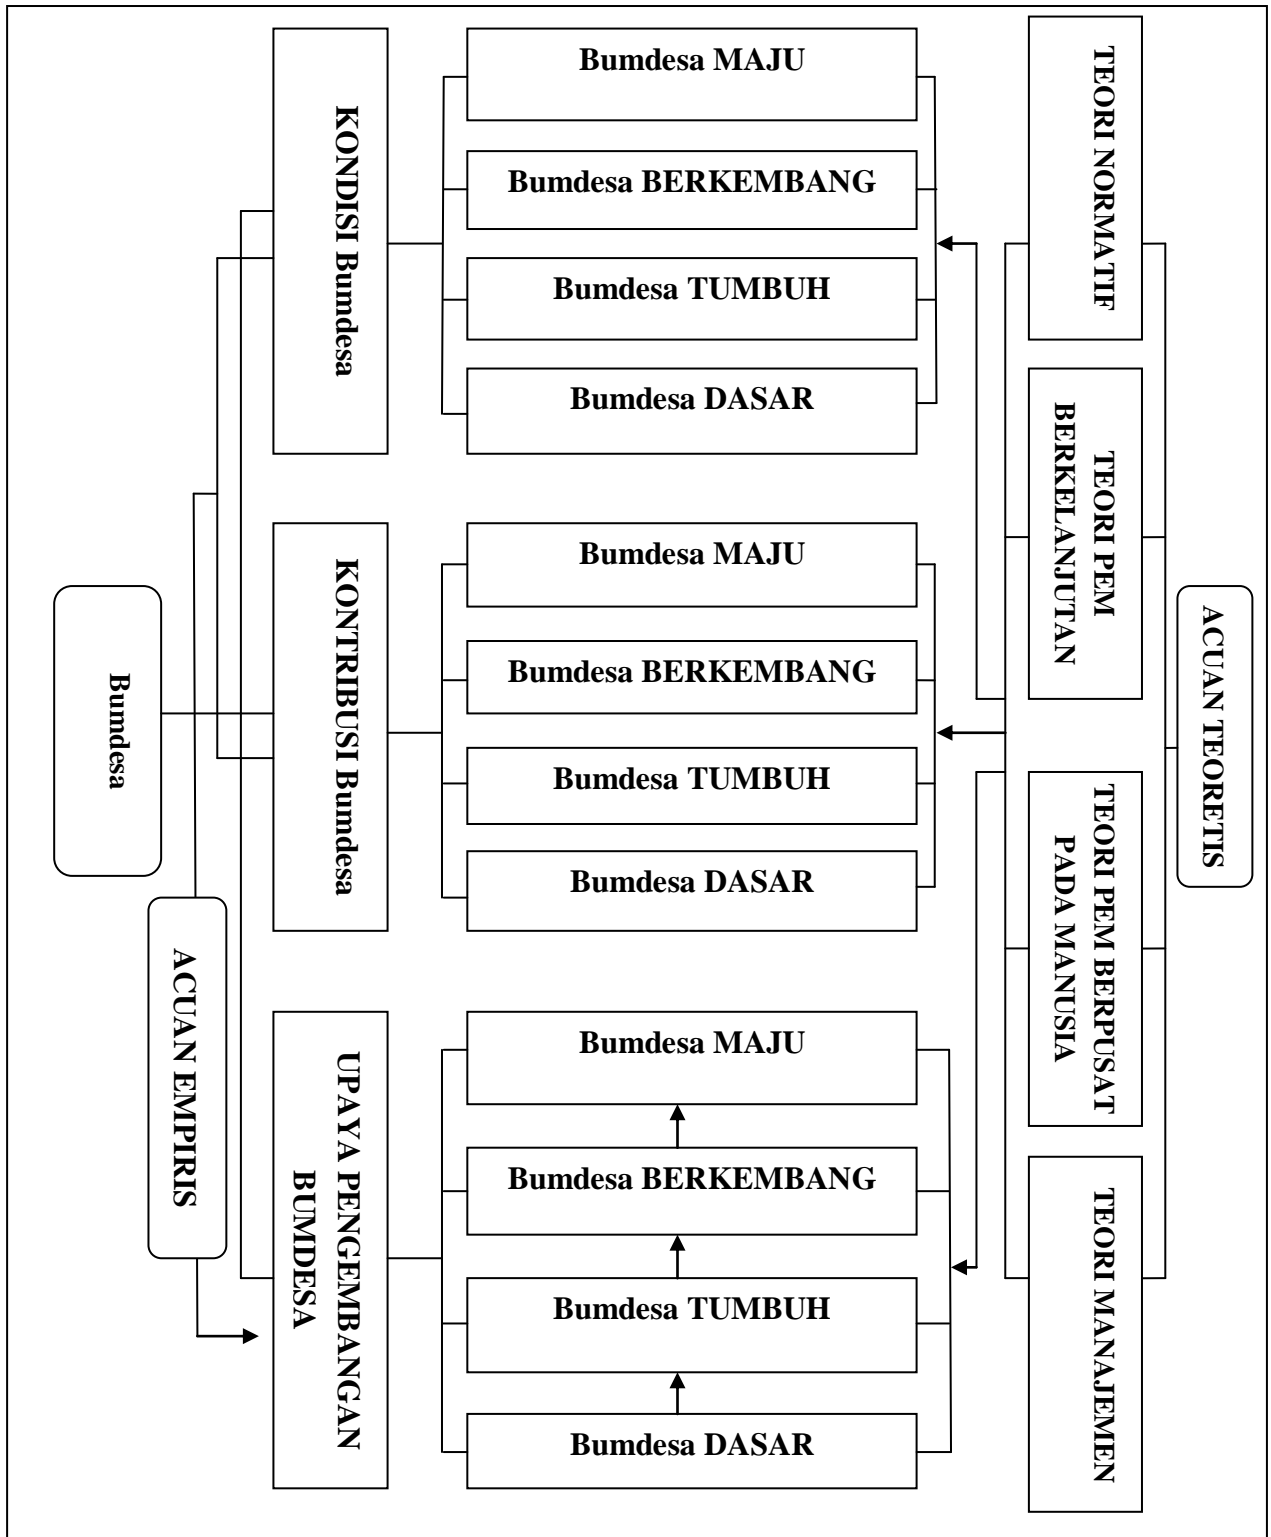 Bumdesa MAJU
Bumdesa BERKEMBANG
Bumdesa TUMBUH
Bumdesa DASAR
KONDISI Bumdesa
Bumdesa MAJU
Bumdesa BERKEMBANG
Bumdesa TUMBUH
Bumdesa DASAR
KONTRIBUSI Bumdesa
Bumdesa MAJU
Bumdesa BERKEMBANG
Bumdesa TUMBUH
Bumdesa DASAR
UPAYA PENGEMBANGAN
BUMDESA
Bumdesa
ACUAN EMPIRIS
TEORI NORMATIF
TEORI PEM
BERKELANJUTAN
TEORI PEM BERPUSAT
PADA MANUSIA
TEORI MANAJEMEN
ACUAN TEORETIS